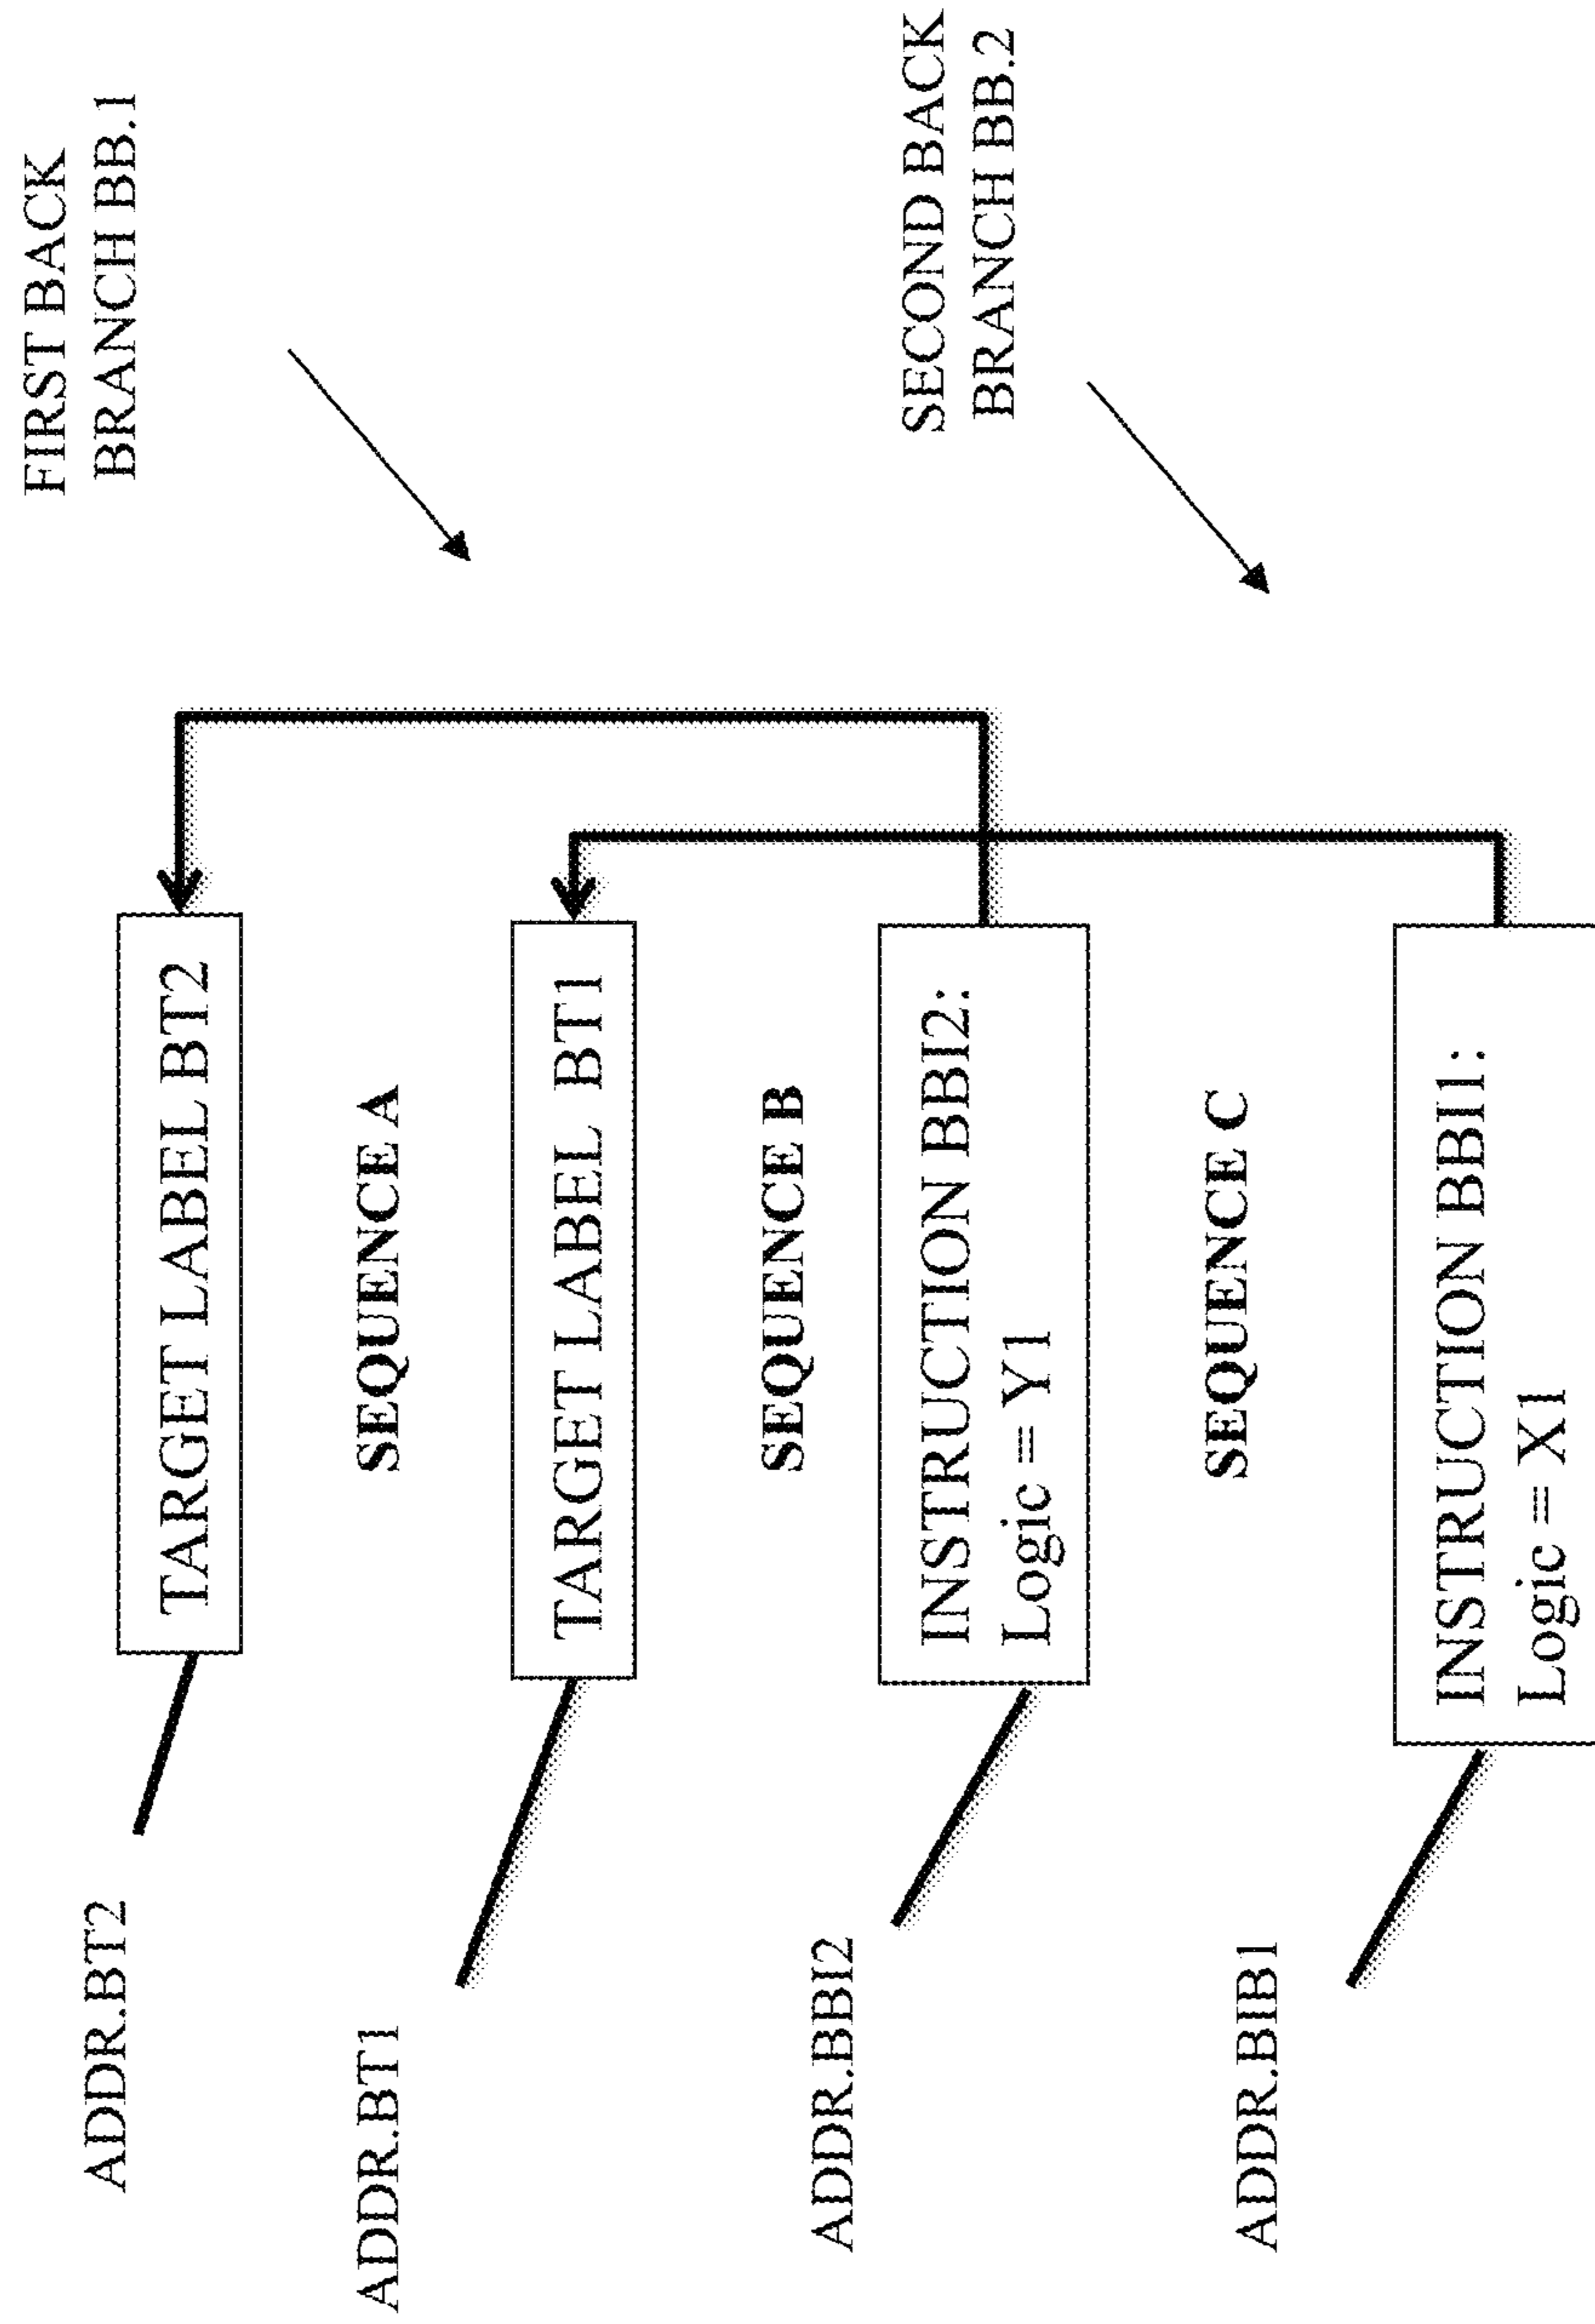 FIRST BACK
BRANCH BB.1
SECOND BACK
BRANCH BB.2
TARGET LABEL BT2
SEQUENCE A
TARGET LABEL BT1
SEQUENCE B
INSTRUCTION BBI2:
Logic = Y1
SEQUENCE C
INSTRUCTION BBI1:
Logic = X1
ADDR.BT2
ADDR.BT1
ADDR.BBI2
ADDR.BIB1